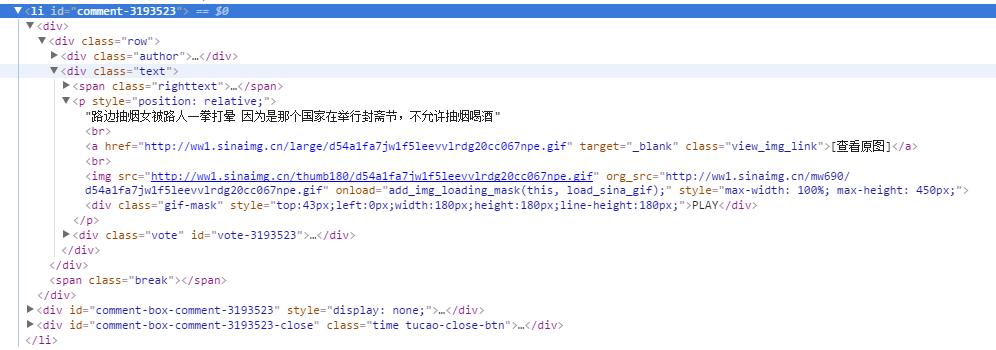 ▼<li id="comment-3193523"> == $0
▼<div>
▼<div class="row">
▶<div class="author">…</div>
▼<div class="text">
▶<span class="righttext">…</span>
▼<p style="position: relative;">
"路边抽烟女被路人一拳打晕 因为是那个国家在举行封斋节，不允许抽烟喝酒"
<br>
<a href="http://ww1.sinaimg.cn/large/d54a1fa7jw1f5leevvlrdg20cc067npe.gif" target="_blank" class="view_img_link">[查看原图]</a>
<br>
<img src="http://ww1.sinaimg.cn/thumb180/d54a1fa7jw1f5leevvlrdg20cc067npe.gif" org_src="http://ww1.sinaimg.cn/mw690/
d54a1fa7jw1f5leevvlrdg20cc067npe.gif" onload="add_img_loading_mask(this, load_sina_gif);" style="max-width: 100%; max-height: 450px;">
<div class="gif-mask" style="top:43px;left:0px;width:180px;height:180px;line-height:180px;">PLAY</div>
</p>
▶<div class="vote" id="vote-3193523">…</div>
</div>
</div>
<span class="break"></span>
</div>
▶<div id="comment-box-comment-3193523" style="display: none;">…</div>
▶<div id="comment-box-comment-3193523-close" class="time tucao-close-btn">…</div>
</li>